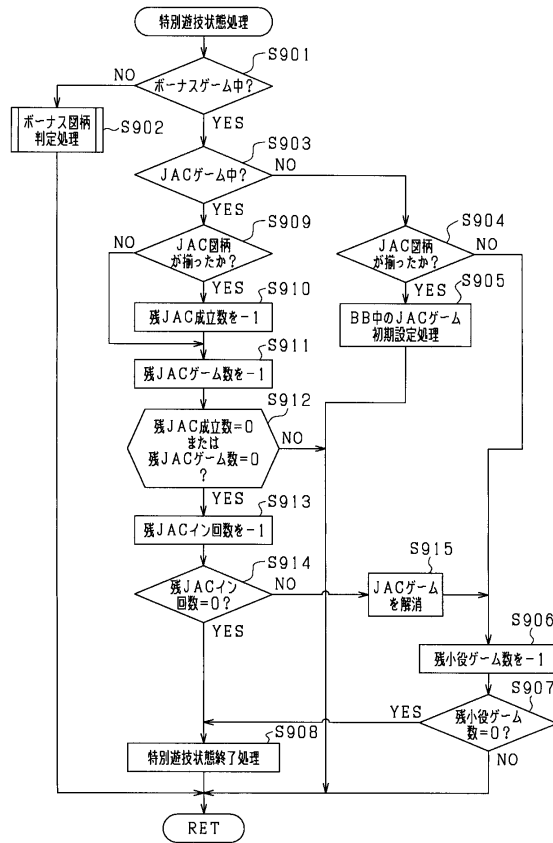 特別遊技状態処理
S901
NO
ボーナスゲーム中?
ボーナス図柄
判定処理
S902
YES
S903
JACゲーム中?
NO
YES
S909
NO
JAC図柄
が揃ったか?
S904
JAC図柄
が揃ったか?
NO
YES
S910
残JAC成立数を-1
YES
S905
BB中のJACゲーム
初期設定処理
S911
残JACゲーム数を-1
S912
残JAC成立数=0
または
残JACゲーム数=0
?
NO
YES
S913
残JACイン回数を-1
S914
残JACイン
回数=0?
NO
S915
JACゲーム
を解消
YES
S906
残小役ゲーム数を-1
S907
YES
残小役ゲーム
数=0?
S908
特別遊技状態終了処理
NO
RET